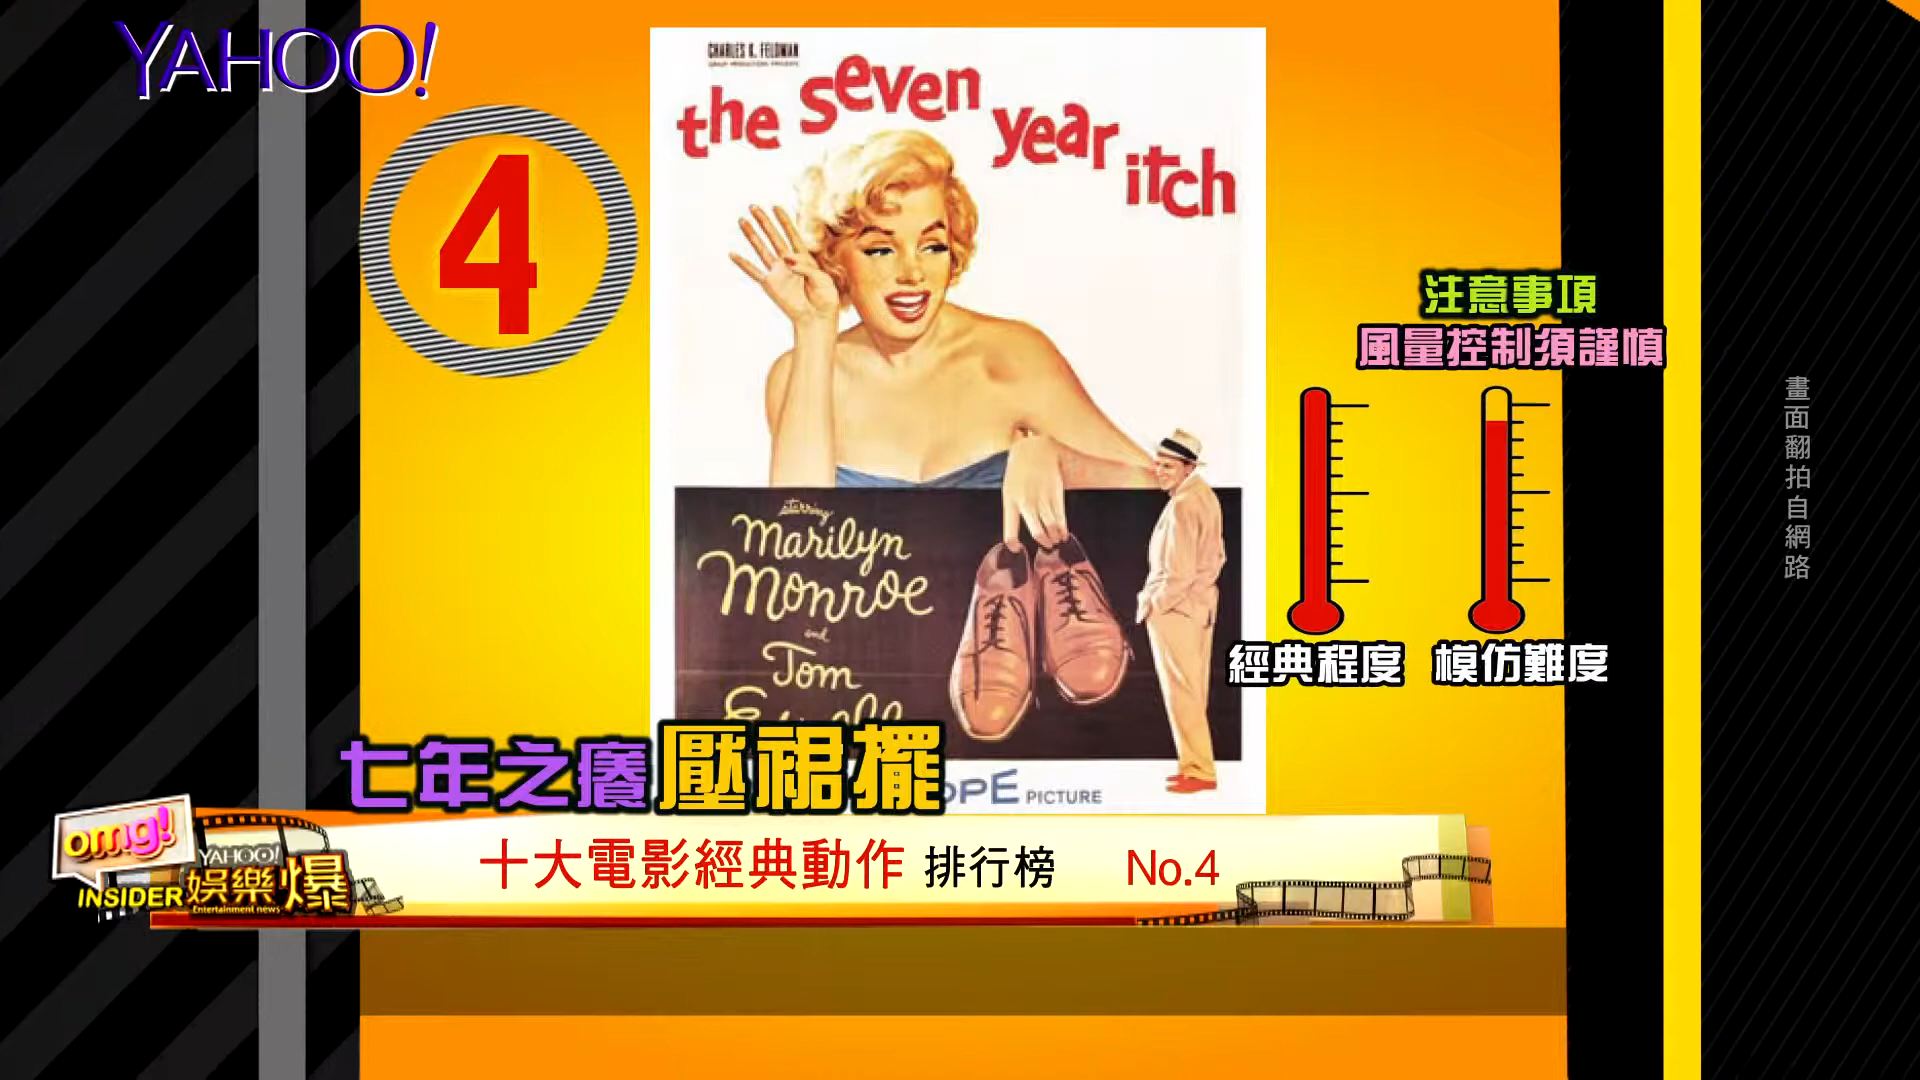 YAHOO!
4
CHARLES K. FELDMAN
the seven year itch
starring
Marilyn
Monroe
and
Tom
PICTURE
注意事項
風量控制須謹慎
經典程度
模仿難度
畫面翻拍自網路
七年之癢壓裙擺
十大電影經典動作 排行榜 No.4
omg!
INSIDER
YAHOO!
娛樂爆
Entertainment news